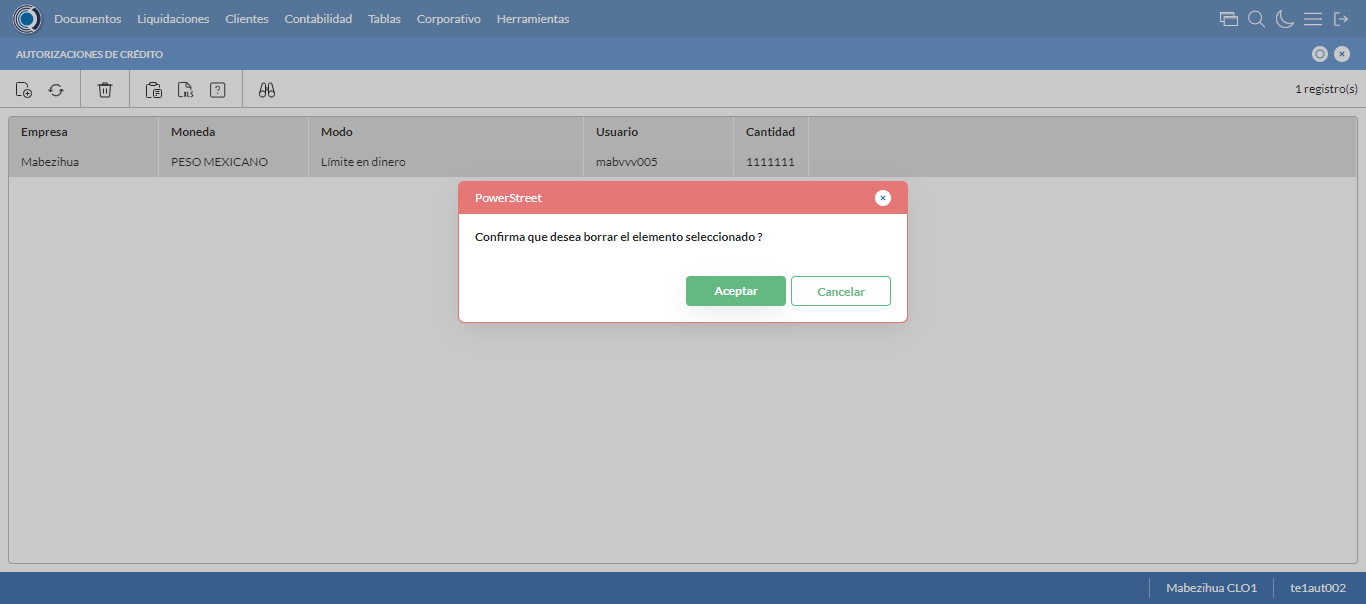 Documentos Liquidaciones Clientes Contabilidad Tablas Corporativo Herramientas
AUTORIZACIONES DE CRÉDITO
XLS ? 1 registro(s)
Empresa Moneda Modo Usuario Cantidad
Mabezihua PESO MEXICANO Límite en dinero mabvvv005 1111111
PowerStreet
Confirma que desea borrar el elemento seleccionado ?
Aceptar Cancelar
Mabezihua CLO1 te1aut002